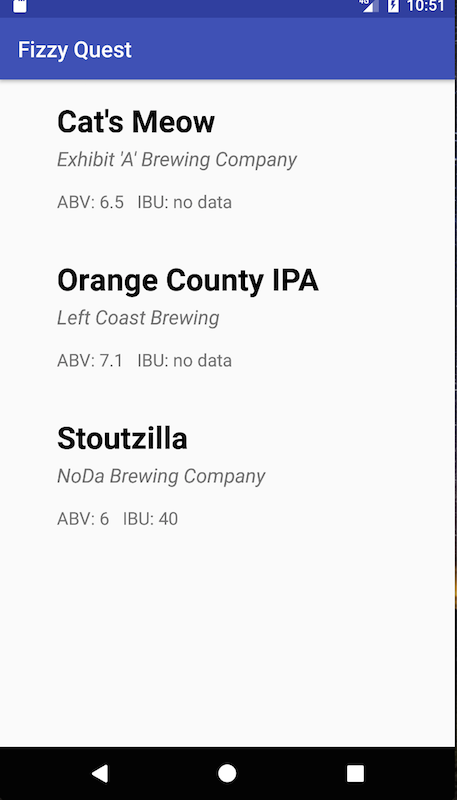 10:51
Fizzy Quest
Cat's Meow
Exhibit 'A' Brewing Company
ABV: 6.5 IBU: no data
Orange County IPA
Left Coast Brewing
ABV: 7.1 IBU: no data
Stoutzilla
NoDa Brewing Company
ABV: 6 IBU: 40